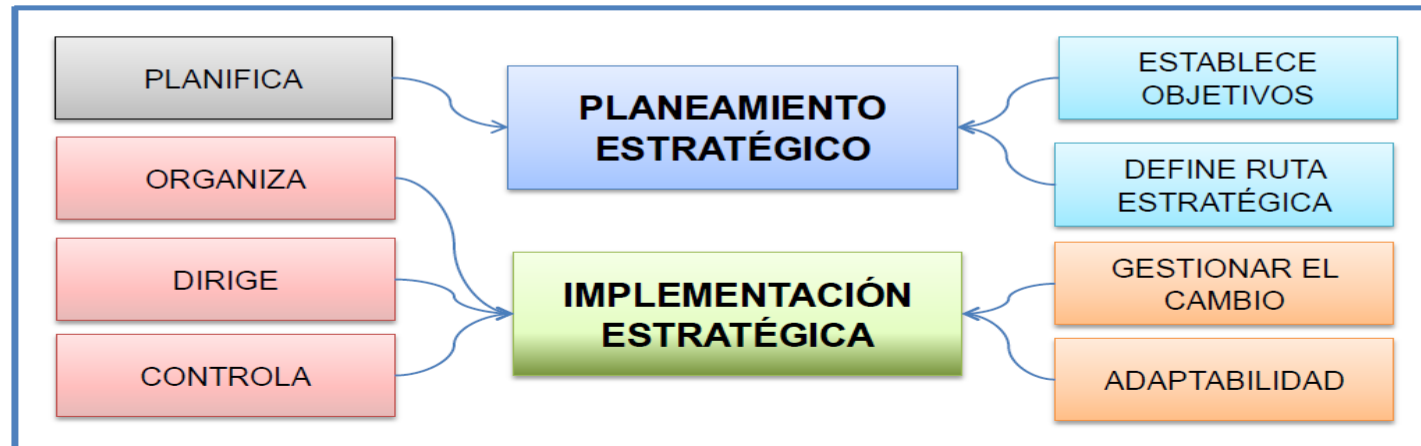 PLANIFICA
ORGANIZA
DIRIGE
CONTROLA
PLANEAMIENTO
ESTRATÉGICO
IMPLEMENTACIÓN
ESTRATÉGICA
ESTABLECE
OBJETIVOS
DEFINE RUTA
ESTRATÉGICA
GESTIONAR EL
CAMBIO
ADAPTABILIDAD